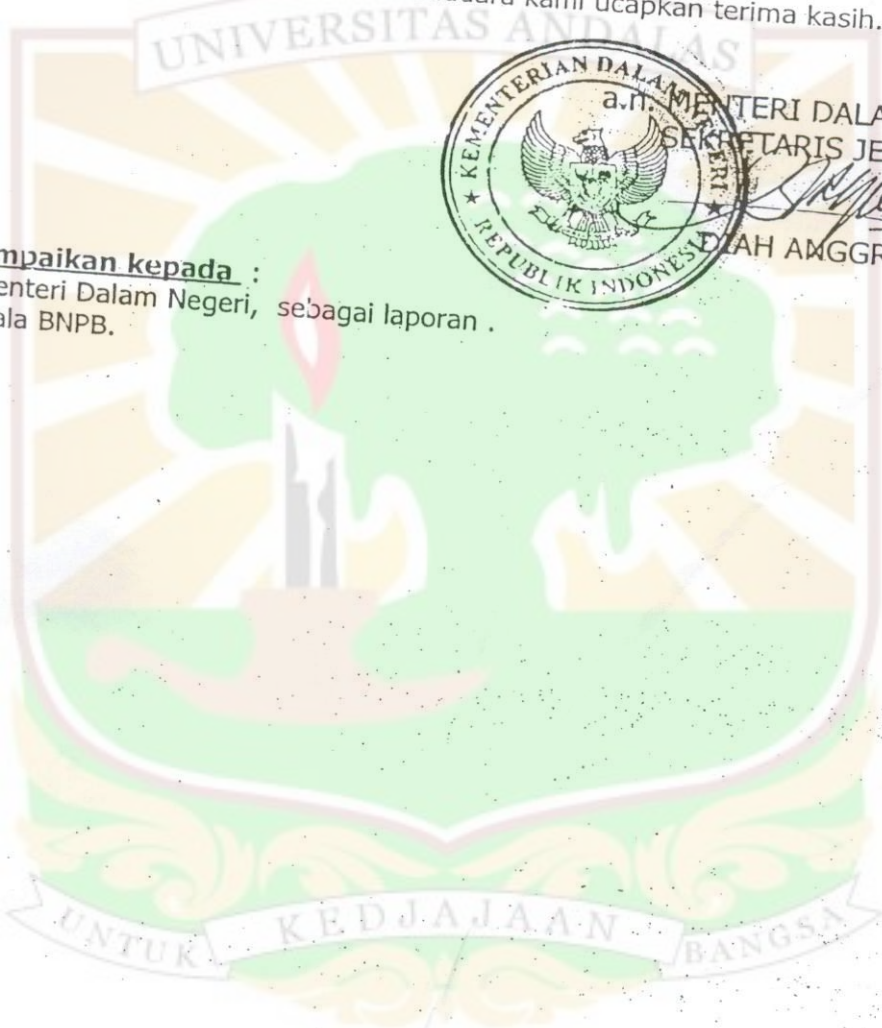 kami ucapkan terima kasih.
UNIVERSITAS ANDALAS
KEMENTERIAN DALAM NEGERI
REPUBLIK INDONESIA
a.n. MENTERI DALA
SEKRETARIS JE
AH ANGGR
mpaikan kepada :
enteri Dalam Negeri, sebagai laporan .
ala BNPB.
UNTUK KEDJAJAAN BANGSA